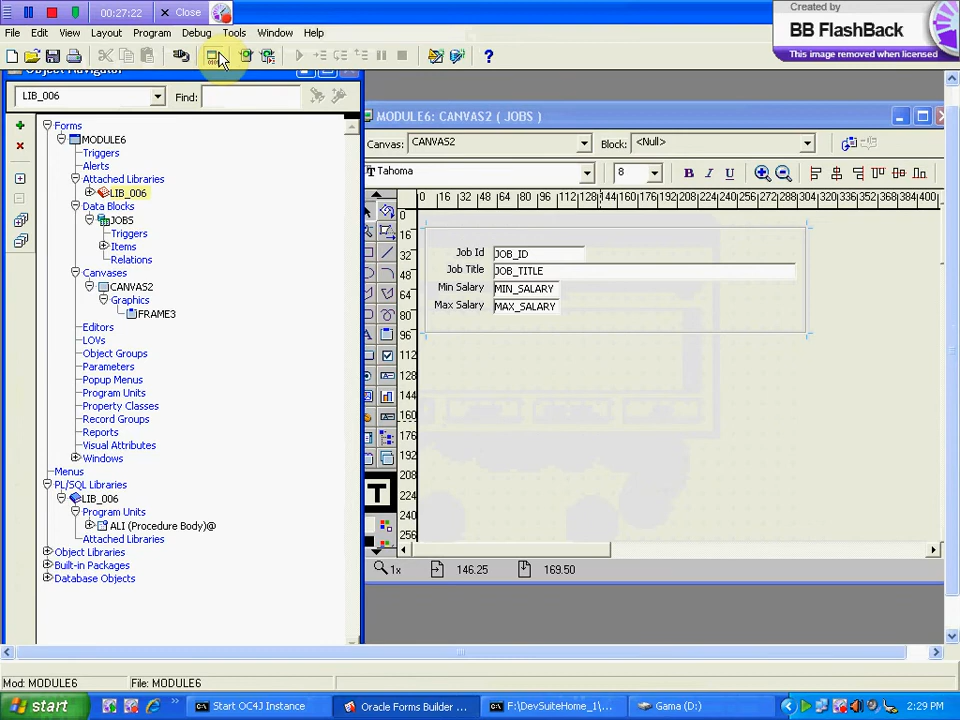 00:27:22
Close
Created by
BB FlashBack
This image removed when licensed
File Edit View Layout Program Debug Tools Window Help
Object Navigator
LIB_006
Find:
Forms
MODULE6
Triggers
Alerts
Attached Libraries
LIB_006
Data Blocks
JOBS
Triggers
Items
Relations
Canvases
CANVAS2
Graphics
FRAME3
Editors
LOVs
Object Groups
Parameters
Popup Menus
Program Units
Property Classes
Record Groups
Reports
Visual Attributes
Windows
Menus
PL/SQL Libraries
LIB_006
Program Units
ALI (Procedure Body)@
Attached Libraries
Object Libraries
Built-in Packages
Database Objects
MODULE6: CANVAS2 ( JOBS )
Canvas: CANVAS2 Block: <Null>
Tahoma 8 B I U
0 16 32 48 64 80 96 112 128 144 160 176 192 208 224 240 256 272 288 304 320 336 352 368 384 400
0
16
32
48
64
80
96
112
128
144
160
176
192
208
224
240
256
Job Id JOB_ID
Job Title JOB_TITLE
Min Salary MIN_SALARY
Max Salary MAX_SALARY
T
1x 146.25 169.50
Mod: MODULE6 File: MODULE6
start
Start OC4J Instance
Oracle Forms Builder ...
F:\DevSuiteHome_1\...
Gama (D:)
2:29 PM